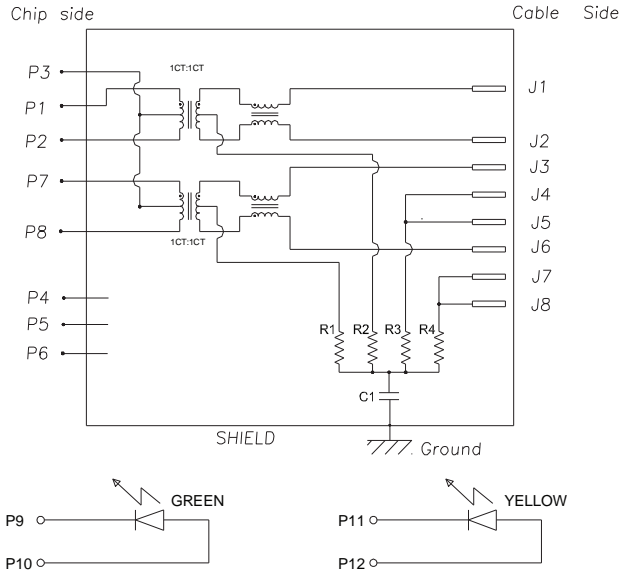 Chip side
Cable Side
P3
1CT:1CT
J1
P1
P2
J2
J3
P7
J4
J5
P8
1CT:1CT
J6
J7
P4
J8
P5
R1 R2 R3 R4
P6
C1
SHIELD
Ground
GREEN
YELLOW
P9
P11
P10
P12